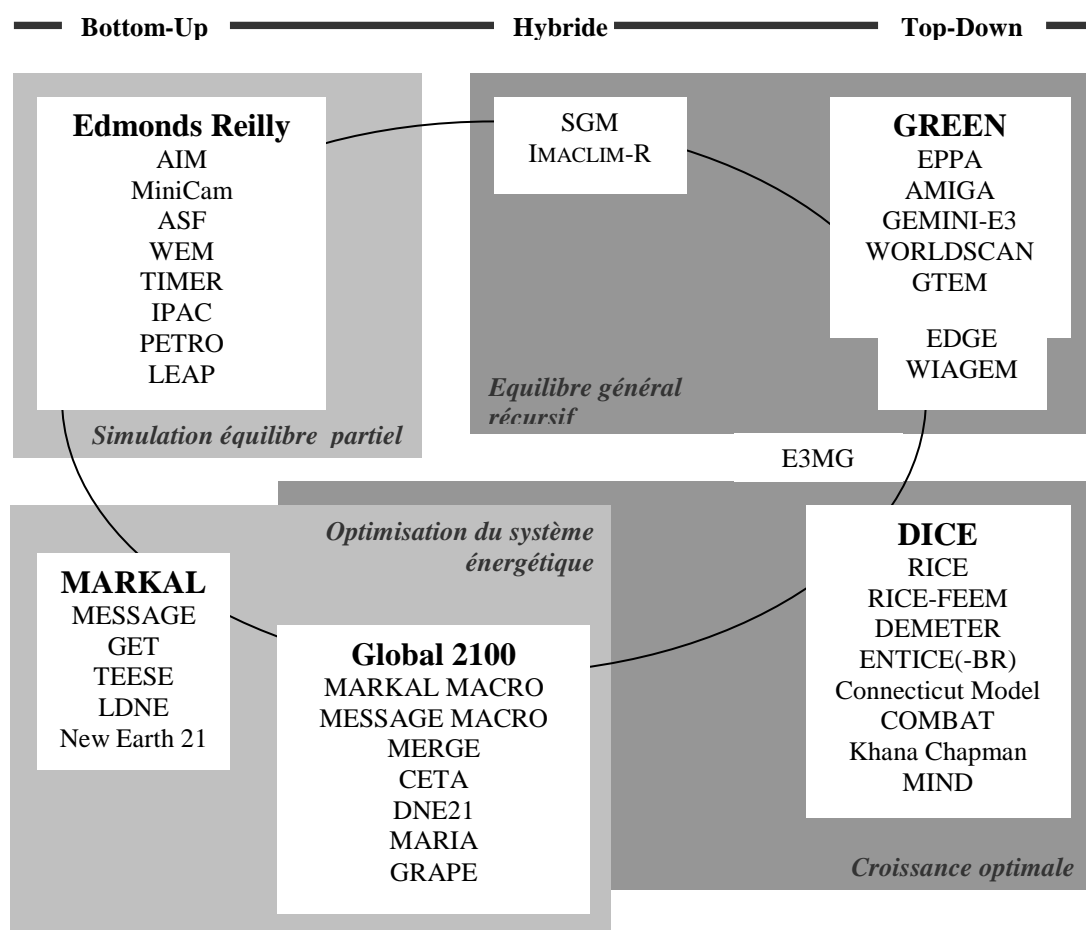 Bottom-Up
Hybride
Top-Down
Edmonds Reilly
AIM
MiniCam
ASF
WEM
TIMER
IPAC
PETRO
LEAP
Simulation équilibre partiel
SGM
IMACLIM-R
Equilibre général
récursif
GREEN
EPPA
AMIGA
GEMINI-E3
WORLDSCAN
GTEM
EDGE
WIAGEM
E3MG
Optimisation du système
énergétique
MARKAL
MESSAGE
GET
TEESE
LDNE
New Earth 21
Global 2100
MARKAL MACRO
MESSAGE MACRO
MERGE
CETA
DNE21
MARIA
GRAPE
DICE
RICE
RICE-FEEM
DEMETER
ENTICE(-BR)
Connecticut Model
COMBAT
Khana Chapman
MIND
Croissance optimale